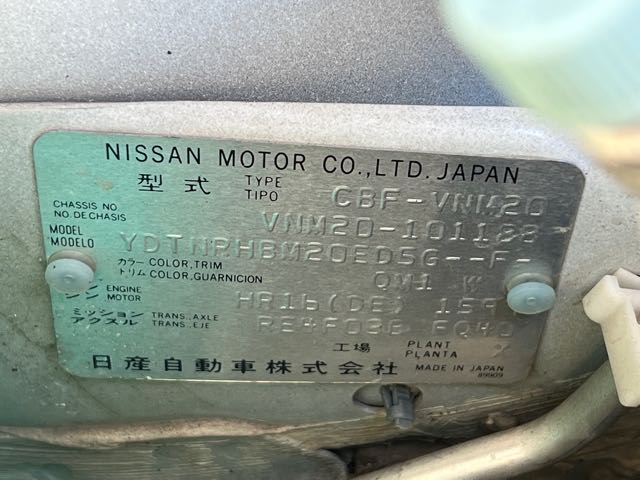 NISSAN MOTOR CO.,LTD. JAPAN
型式 TYPE TIPO CBF-VNM20
CHASSIS NO NO.DE CHASIS VNM20-101188
MODEL MODELO YDTNRHBM20EDSG--F-
カラー COLOR,TRIM
トリム COLOR,GUARNICION QM1 W
ENGINE MOTOR HR16(DE) 159
ミッション TRANS.,AXLE
アクスル TRANS.,EJE RE4F03B FQ40
工場 PLANT PLANTA Y
日産自動車株式会社 MADE IN JAPAN
89909